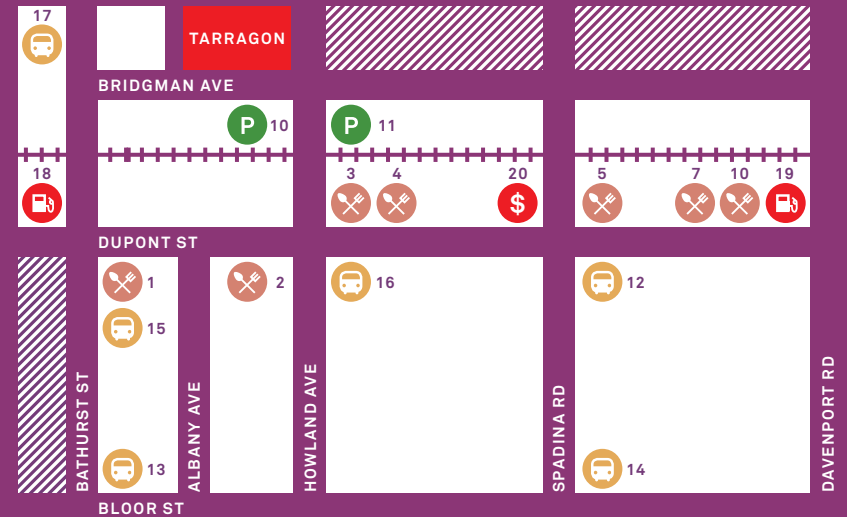 17
TARRAGON
BRIDGMAN AVE
P 10
P 11
18
3
4
20
$
5
7
10
19
DUPONT ST
1
2
16
12
15
BATHURST ST
ALBANY AVE
HOWLAND AVE
SPADINA RD
DAVENPORT RD
13
14
BLOOR ST